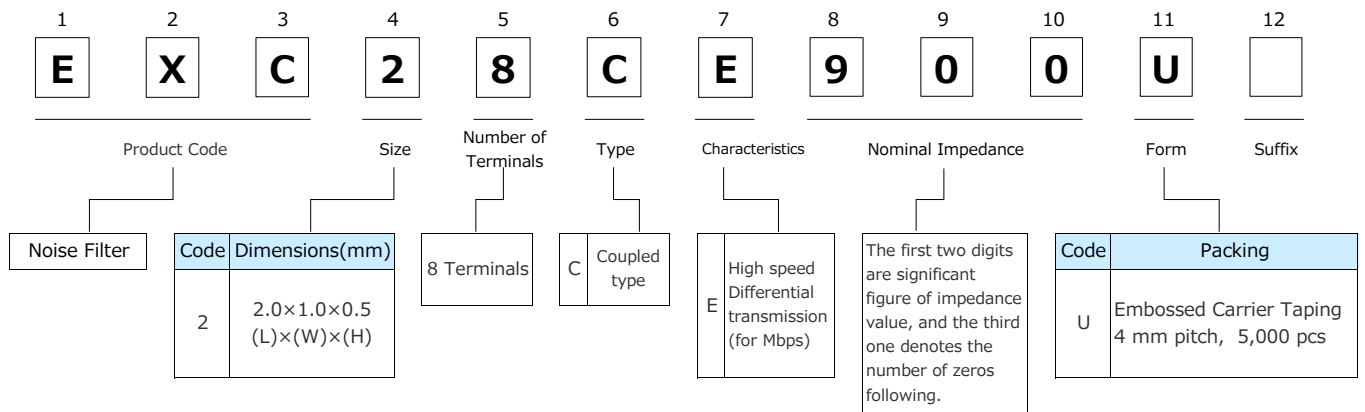 1 2 3 4 5 6 7 8 9 10 11 12
E X C 2 8 C E 9 0 0 U
Product Code
Size
Number of
Terminals
Type
Characteristics
Nominal Impedance
Form
Suffix
Noise Filter
Code Dimensions(mm)
2
2.0×1.0×0.5
(L)×(W)×(H)
8 Terminals
C
Coupled
type
E
High speed
Differential
transmission
(for Mbps)
The first two digits
are significant
figure of impedance
value, and the third
one denotes the
number of zeros
following.
Code Packing
U
Embossed Carrier Taping
4 mm pitch, 5,000 pcs